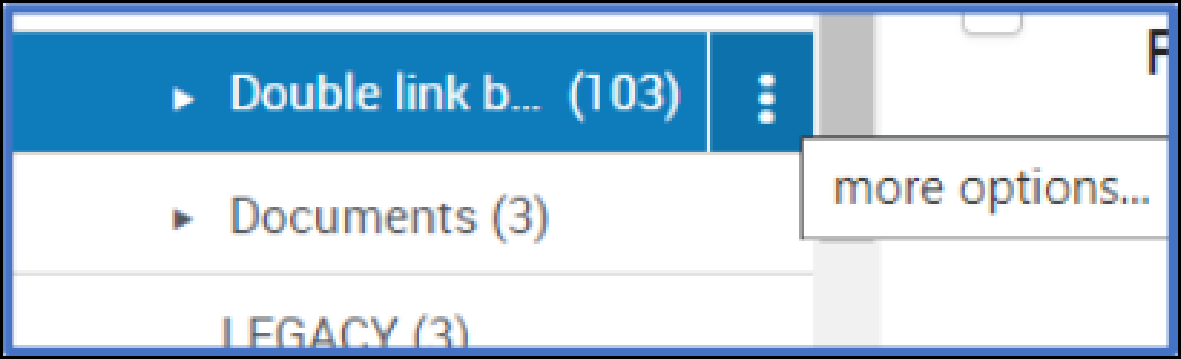 Double link b... (103)
more options...
Documents (3)
LEGACY (3)